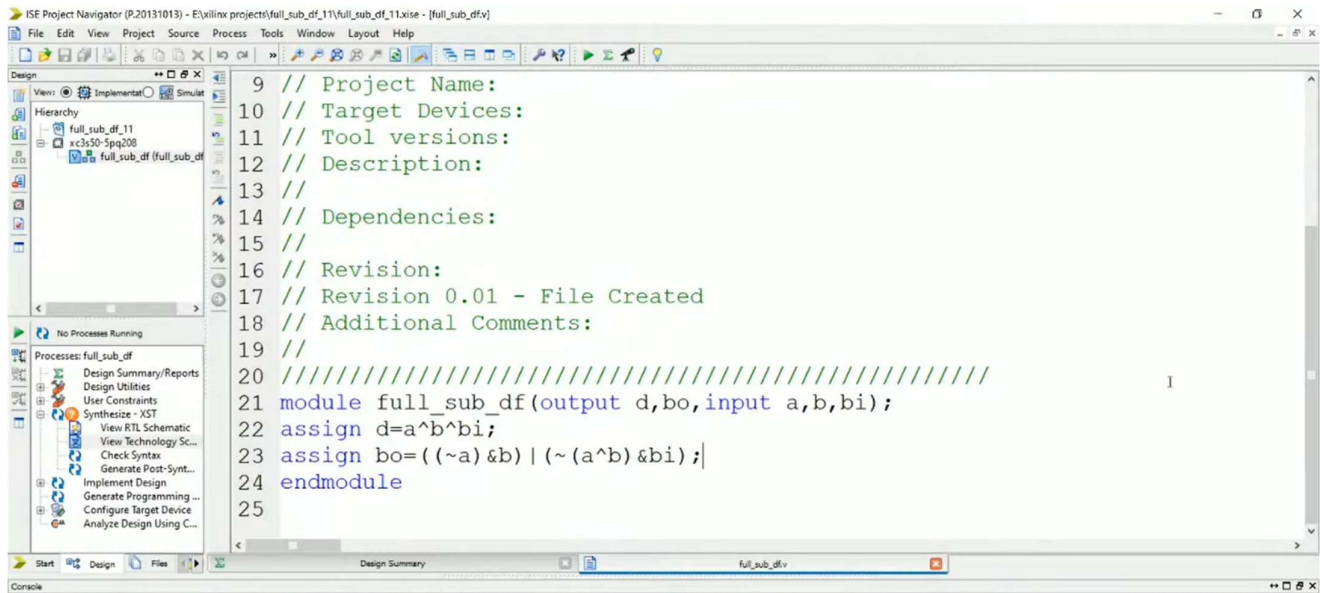 ISE Project Navigator (P.20131013) - E:\xilinx projects\full_sub_df_11\full_sub_df_11.xise - [full_sub_df.v]
File Edit View Project Source Process Tools Window Layout Help
Design
View: Implementat Simulat
Hierarchy
full_sub_df_11
xc3s50-5pq208
full_sub_df (full_sub_df
No Processes Running
Processes: full_sub_df
Design Summary/Reports
Design Utilities
User Constraints
Synthesize - XST
View RTL Schematic
View Technology Sc...
Check Syntax
Generate Post-Synt...
Implement Design
Generate Programming ...
Configure Target Device
Analyze Design Using C...
Start Design Files
9 // Project Name:
10 // Target Devices:
11 // Tool versions:
12 // Description:
13 //
14 // Dependencies:
15 //
16 // Revision:
17 // Revision 0.01 - File Created
18 // Additional Comments:
19 //
20 ////////////////////////////////////////////////////
21 module full_sub_df(output d,bo,input a,b,bi);
22 assign d=a^b^bi;
23 assign bo=((~a)&b)|(~(a^b)&bi);
24 endmodule
25
Design Summary
full_sub_df.v
Console